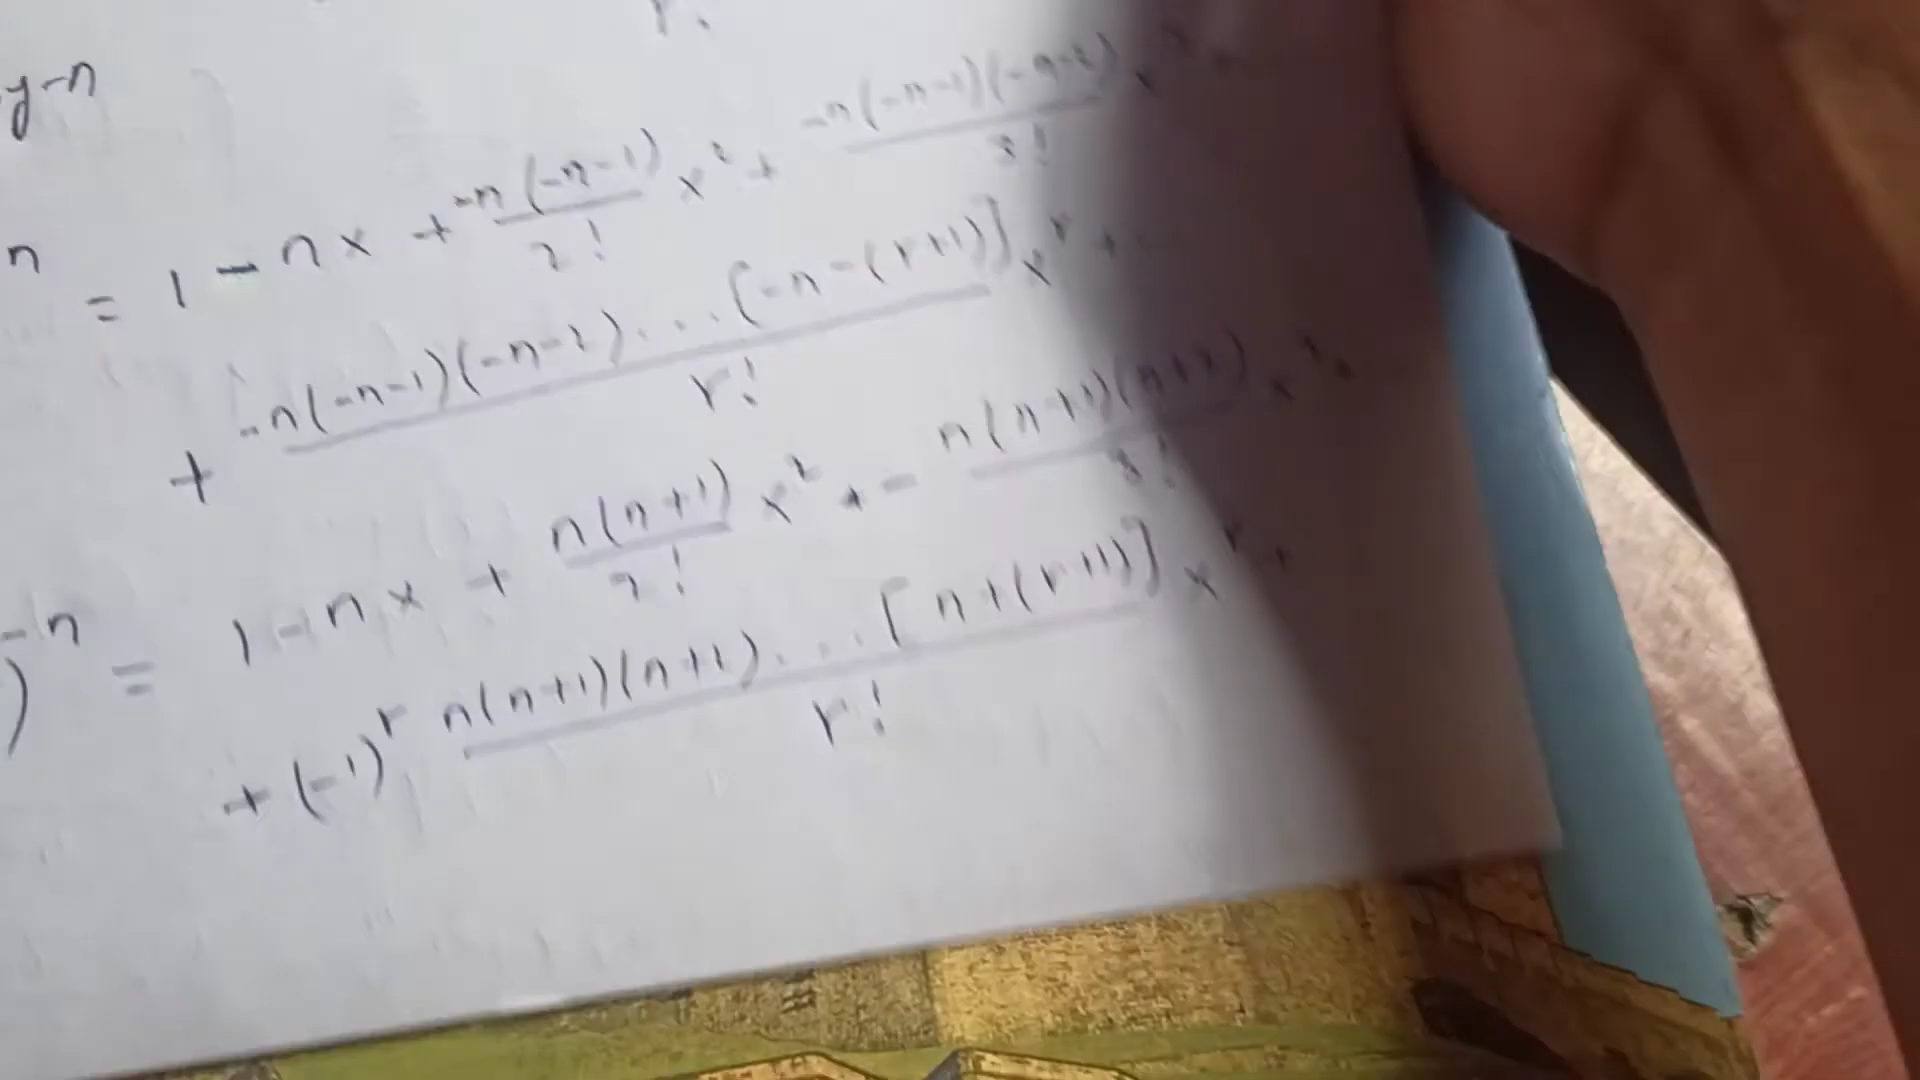 r!
y-n
n = 1 - nx + -n(-n-1)/2! x² + -n(-n-1)(-n-2)/3! x
+ -n(-n-1)(-n-2)...[-n-(r+1)]/r! x^r +
)^-n = 1-nx + n(n+1)/2! x² + - n(n+1)(n+2)/3! x
+ (-1)^r n(n+1)(n+2)...[n+(r+1)]/r! x^r +